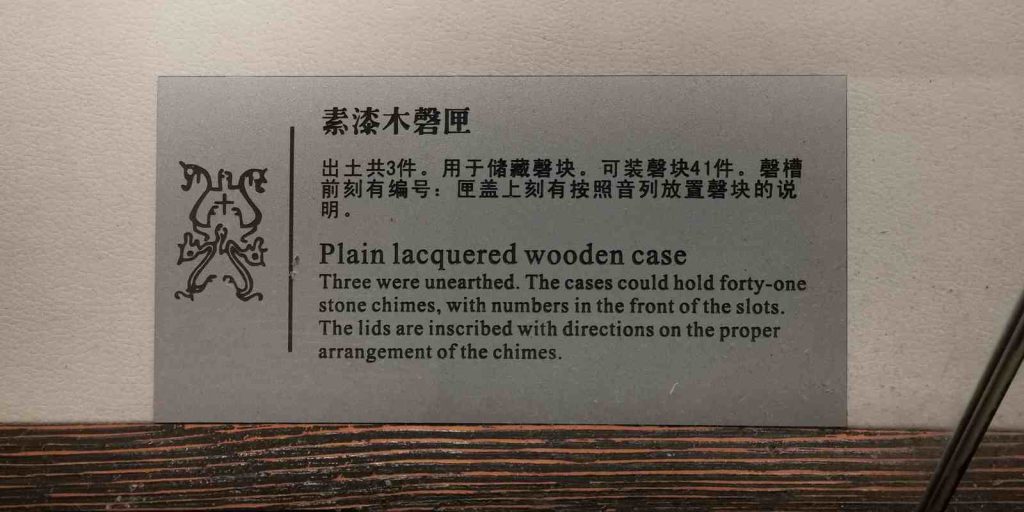 素漆木磬匣
出土共3件。用于储藏磬块。可装磬块41件。磬槽
前刻有编号：匣盖上刻有按照音列放置磬块的说
明。
Plain lacquered wooden case
Three were unearthed. The cases could hold forty-one
stone chimes, with numbers in the front of the slots.
The lids are inscribed with directions on the proper
arrangement of the chimes.